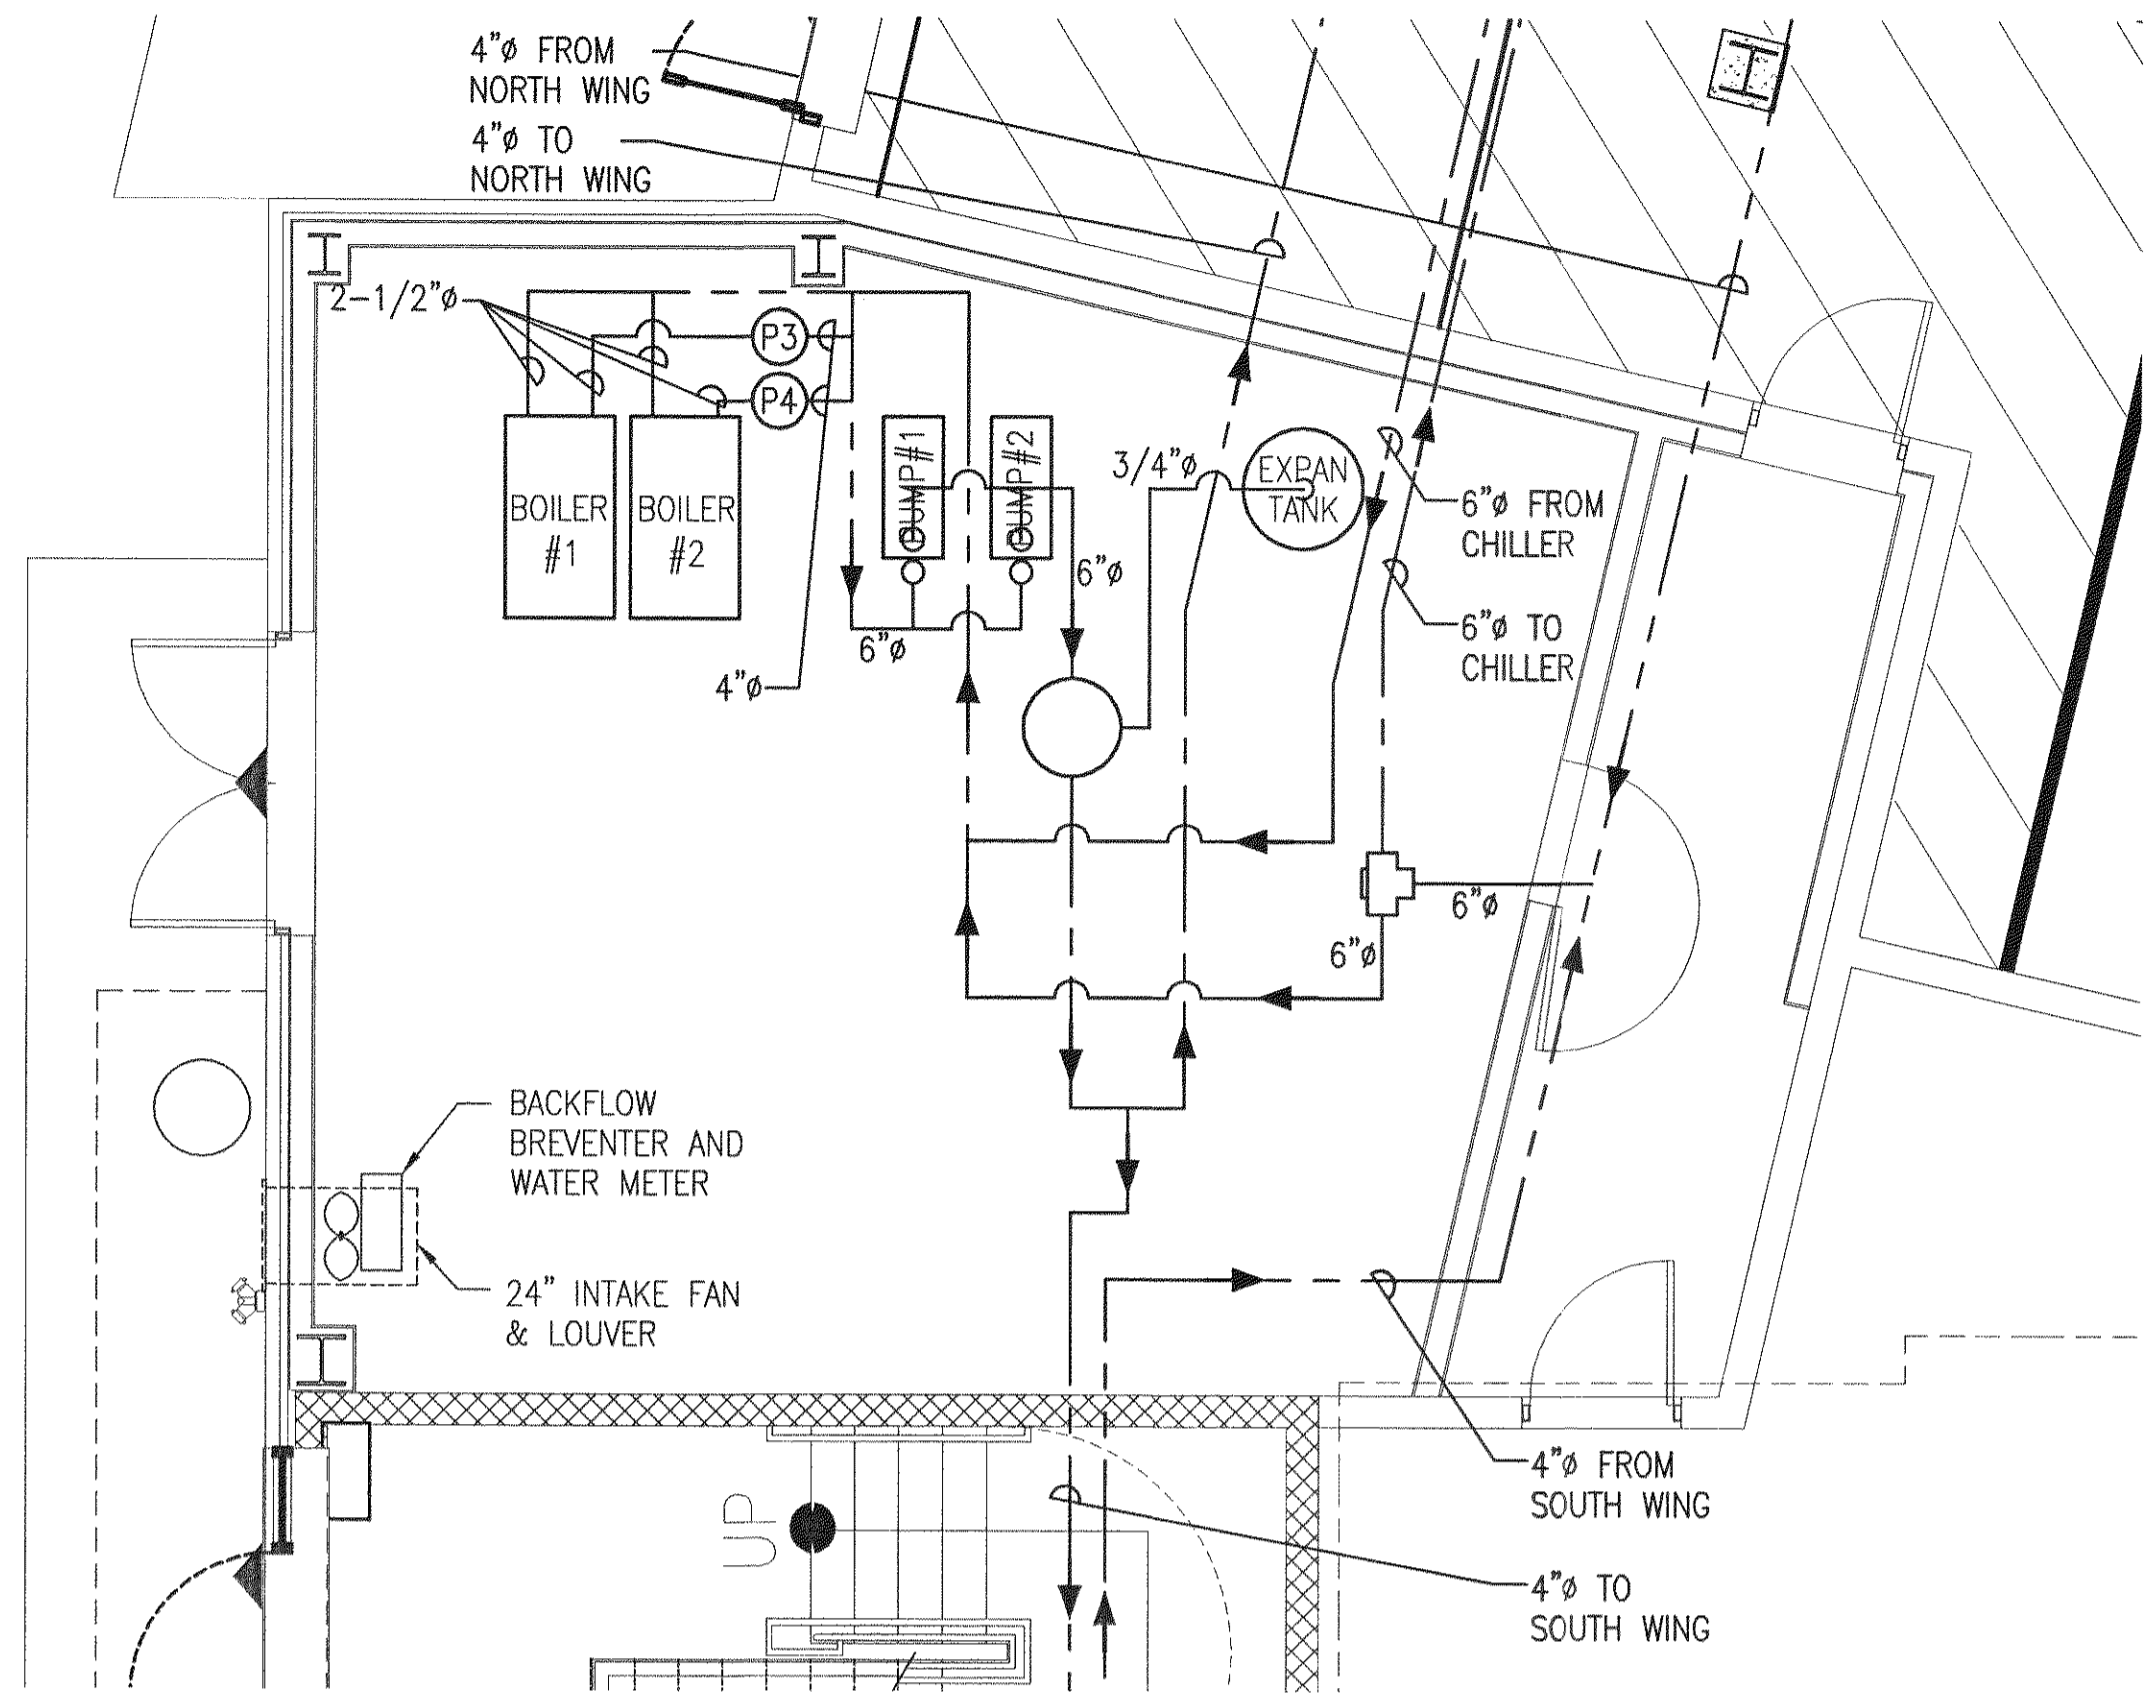 4"ø FROM
NORTH WING
4"ø TO
NORTH WING
2-1/2"ø
P3
P4
BOILER
#1
BOILER
#2
PUMP#1
PUMP#2
3/4"ø
EXPAN
TANK
6"ø FROM
CHILLER
6"ø TO
CHILLER
6"ø
6"ø
4"ø
6"ø
6"ø
BACKFLOW
BREVENTER AND
WATER METER
24" INTAKE FAN
& LOUVER
4"ø FROM
SOUTH WING
UP
4"ø TO
SOUTH WING